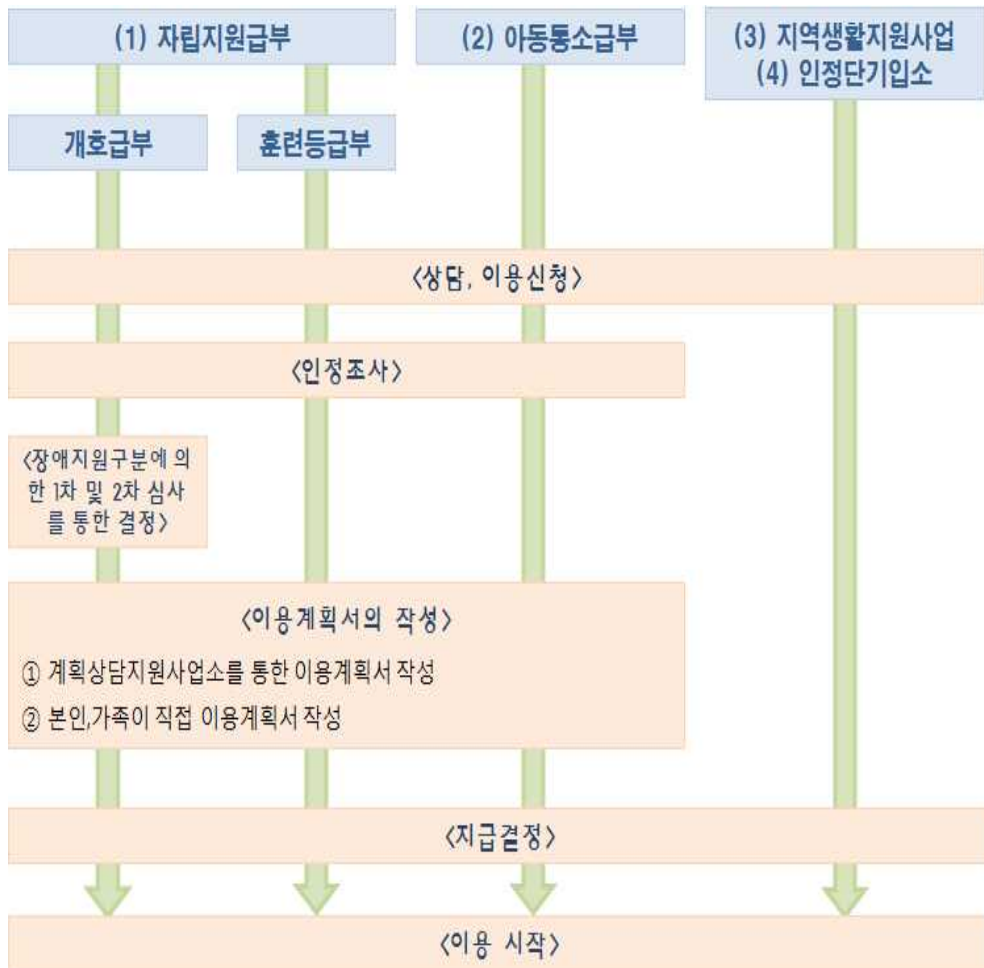 (1) 자립지원급부
(2) 아동통소급부
(3) 지역생활지원사업
(4) 인정단기입소
개호급부
훈련등급부
<상담, 이용신청>
<인정조사>
<장애지원구분에 의
한 1차 및 2차 심사
를 통한 결정>
<이용계획서의 작성>
① 계획상담지원사업소를 통한 이용계획서 작성
② 본인,가족이 직접 이용계획서 작성
<지급결정>
<이용 시작>